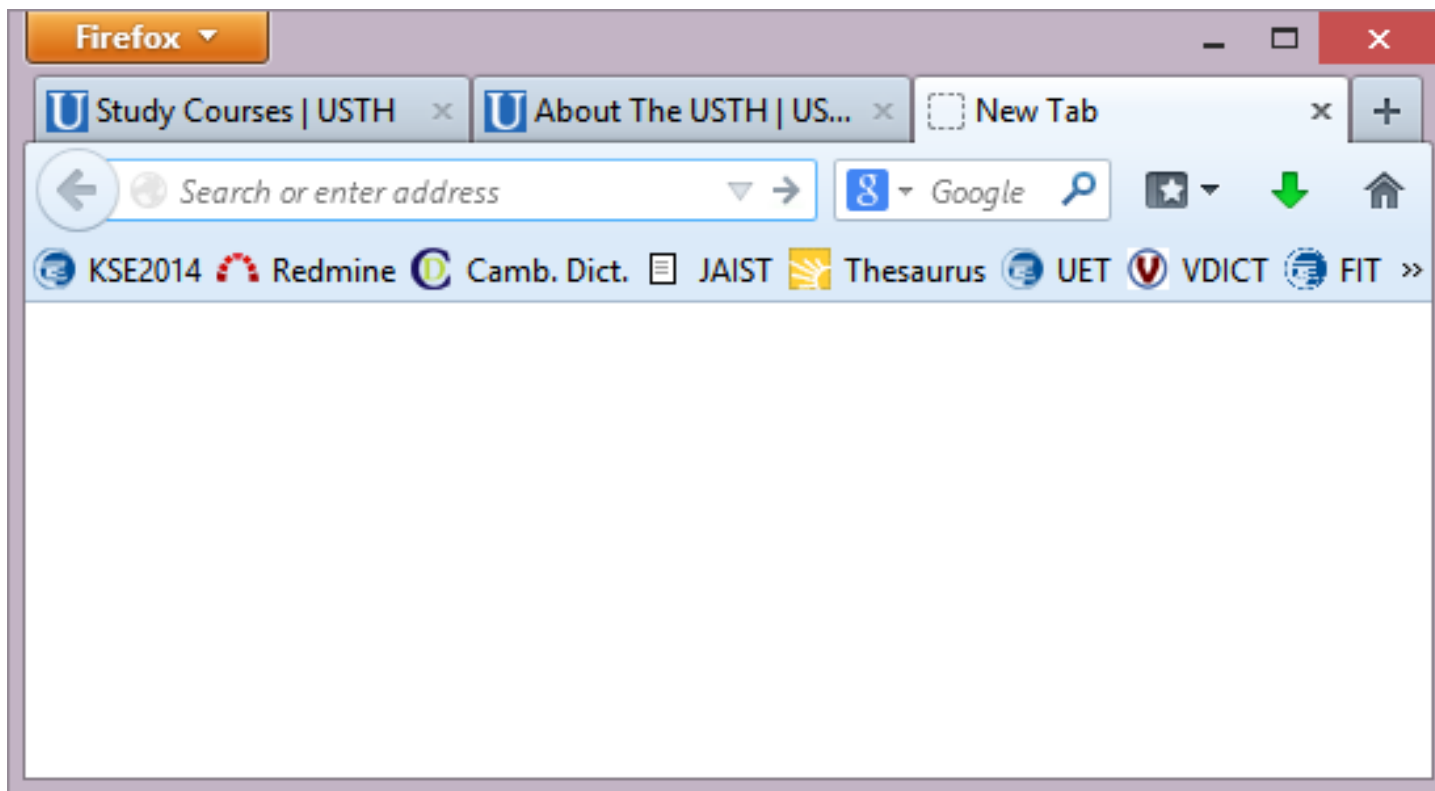 Firefox
Study Courses | USTH About The USTH | US... New Tab
Search or enter address Google
KSE2014 Redmine Camb. Dict. JAIST Thesaurus UET VDICT FIT »